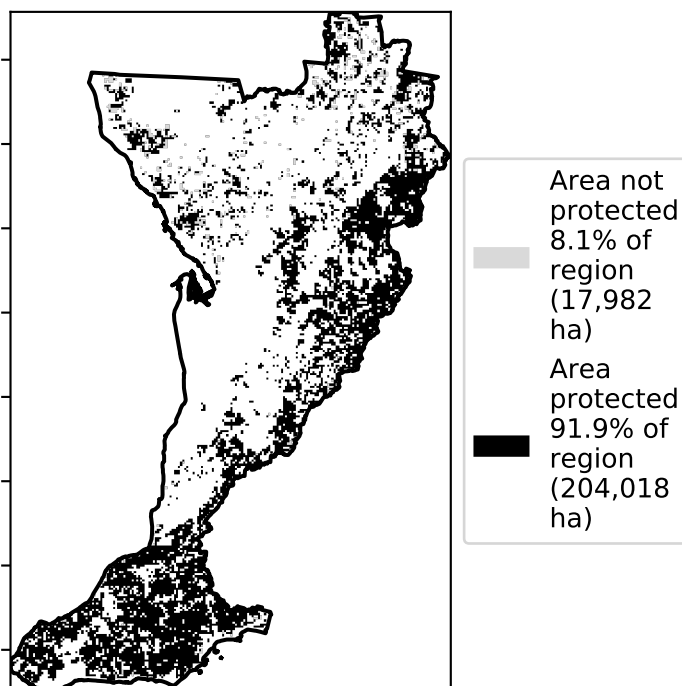 Area not
protected
8.1% of
region
(17,982
ha)
Area
protected
91.9% of
region
(204,018
ha)